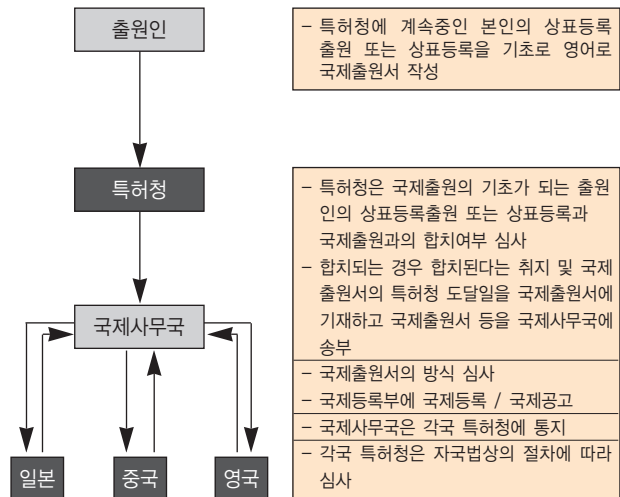 출원인
– 특허청에 계속중인 본인의 상표등록
출원 또는 상표등록을 기초로 영어로
국제출원서 작성
특허청
– 특허청은 국제출원의 기초가 되는 출원
인의 상표등록출원 또는 상표등록과
국제출원과의 합치여부 심사
– 합치되는 경우 합치된다는 취지 및 국제
출원서의 특허청 도달일을 국제출원서에
기재하고 국제출원서 등을 국제사무국에
송부
국제사무국
– 국제출원서의 방식 심사
– 국제등록부에 국제등록 / 국제공고
– 국제사무국은 각국 특허청에 통지
– 각국 특허청은 자국법상의 절차에 따라
심사
일본
중국
영국